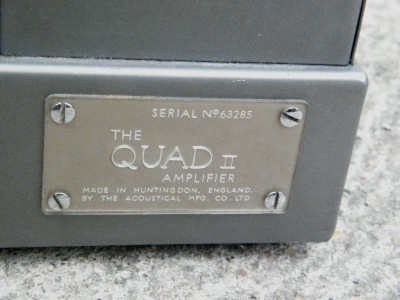 SERIAL Nº63285
THE
QUAD II
AMPLIFIER
MADE IN HUNTINGDON, ENGLAND,
BY THE ACOUSTICAL MFG. CO. LTD.